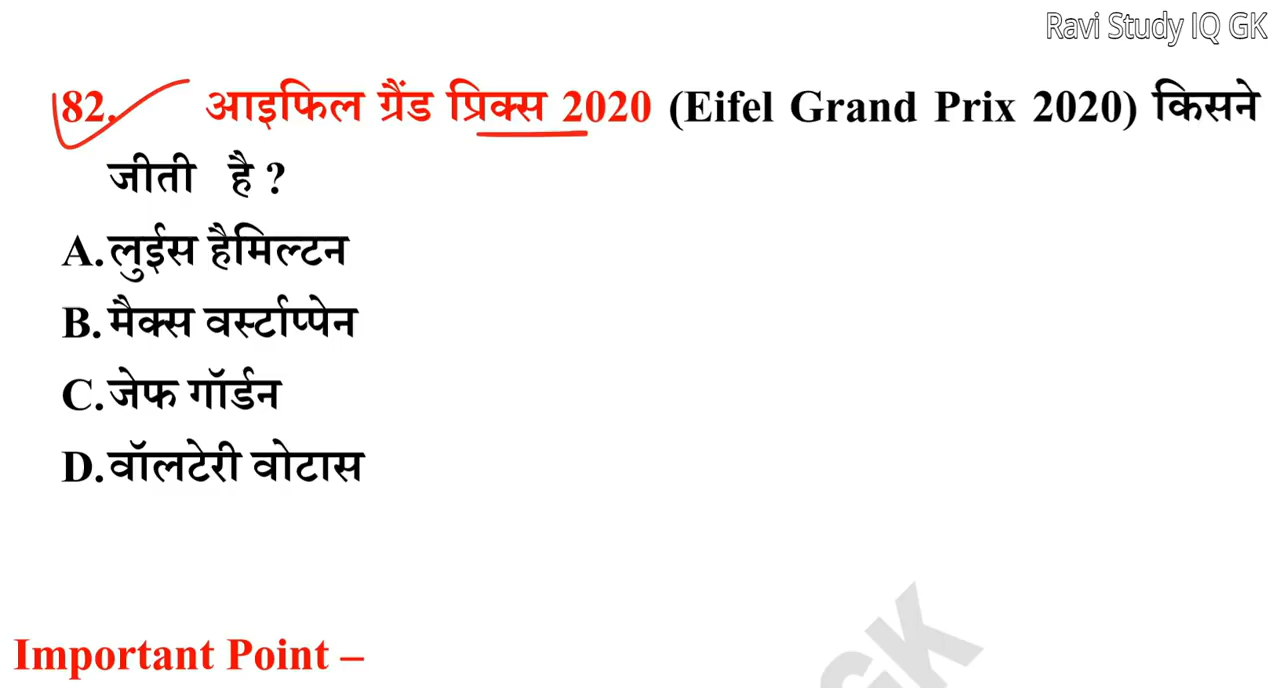 Ravi Study IQ GK
82. आइफिल ग्रैंड प्रिक्स 2020 (Eifel Grand Prix 2020) किसने
जीती है ?
A. लुईस हैमिल्टन
B. मैक्स वर्स्टाप्पेन
C. जेफ गॉर्डन
D. वॉलटेरी वोटास
GK
Important Point –